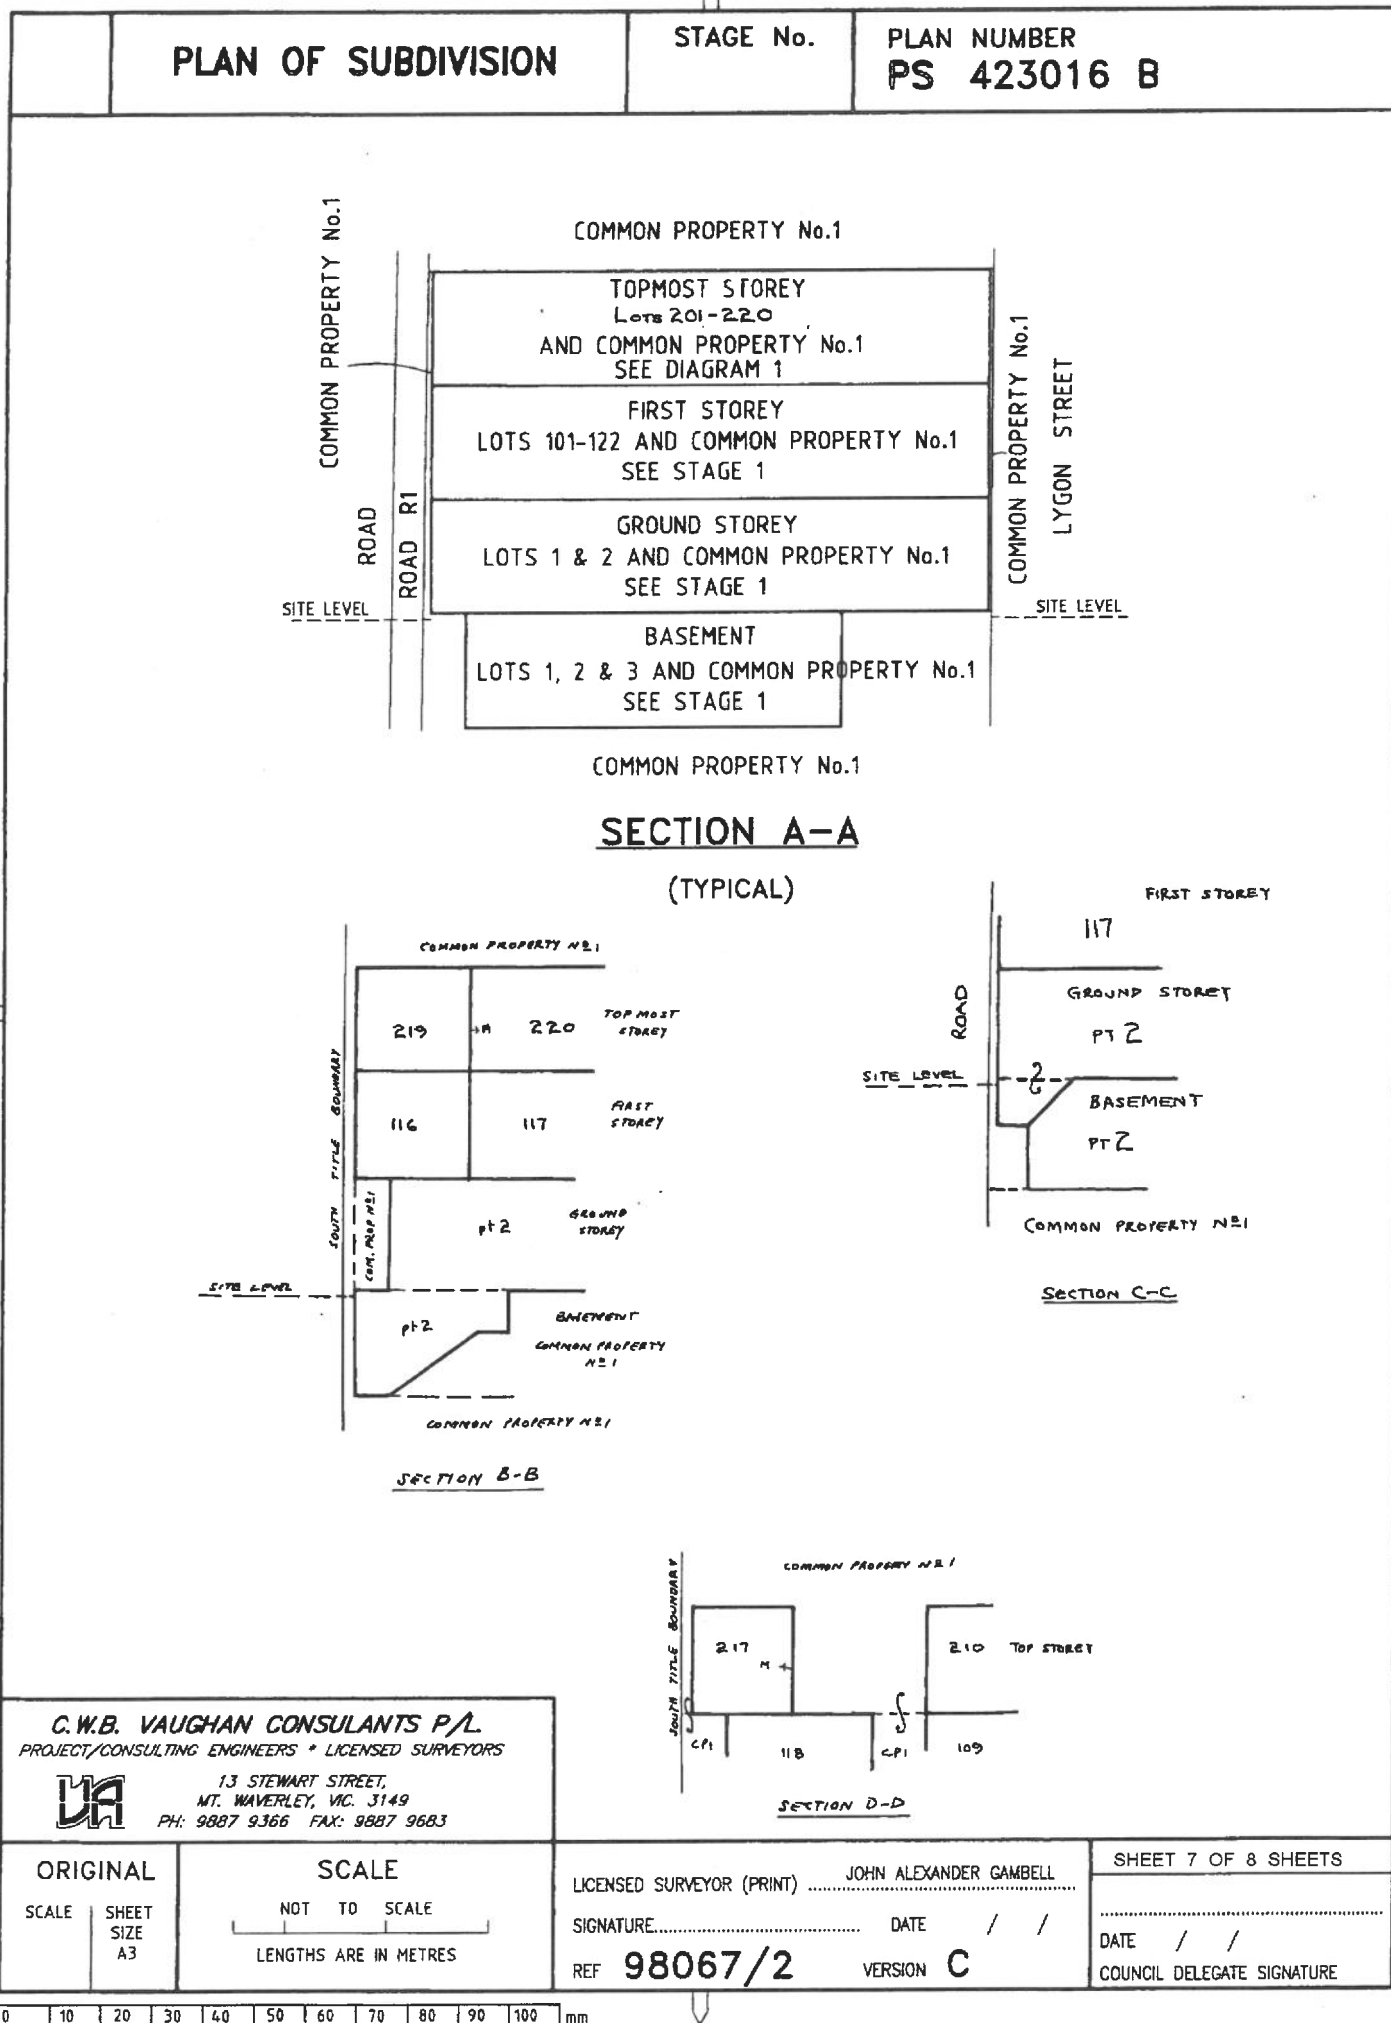 PLAN OF SUBDIVISION
STAGE No.
PLAN NUMBER
PS 423016 B
COMMON PROPERTY No.1
COMMON PROPERTY No.1
TOPMOST STOREY
LOTS 201-220
AND COMMON PROPERTY No.1
SEE DIAGRAM 1
FIRST STOREY
LOTS 101-122 AND COMMON PROPERTY No.1
SEE STAGE 1
GROUND STOREY
LOTS 1 & 2 AND COMMON PROPERTY No.1
SEE STAGE 1
BASEMENT
LOTS 1, 2 & 3 AND COMMON PROPERTY No.1
SEE STAGE 1
ROAD
ROAD R1
COMMON PROPERTY No.1
LYGON STREET
SITE LEVEL
SITE LEVEL
COMMON PROPERTY No.1
SECTION A-A
(TYPICAL)
COMMON PROPERTY No 1
219
M
220
TOPMOST
STOREY
116
117
FIRST
STOREY
SOUTH TITLE BOUNDARY
COM. PROP No 1
pt 2
GROUND
STOREY
SITE LEVEL
pt 2
BASEMENT
COMMON PROPERTY
No 1
COMMON PROPERTY No 1
SECTION B-B
FIRST STOREY
117
ROAD
GROUND STOREY
PT 2
SITE LEVEL
BASEMENT
PT 2
COMMON PROPERTY No 1
SECTION C-C
SOUTH TITLE BOUNDARY
COMMON PROPERTY No 1
217
M
210
TOP STOREY
CP1
118
CP1
109
SECTION D-D
C.W.B. VAUGHAN CONSULANTS P/L.
PROJECT/CONSULTING ENGINEERS * LICENSED SURVEYORS
13 STEWART STREET,
MT. WAVERLEY, VIC. 3149
PH: 9887 9366 FAX: 9887 9683
ORIGINAL
SCALE
SHEET
SIZE
A3
SCALE
NOT TO SCALE
LENGTHS ARE IN METRES
LICENSED SURVEYOR (PRINT) JOHN ALEXANDER GAMBELL
SIGNATURE DATE / /
REF 98067/2 VERSION C
SHEET 7 OF 8 SHEETS
DATE / /
COUNCIL DELEGATE SIGNATURE
0 10 20 30 40 50 60 70 80 90 100 mm